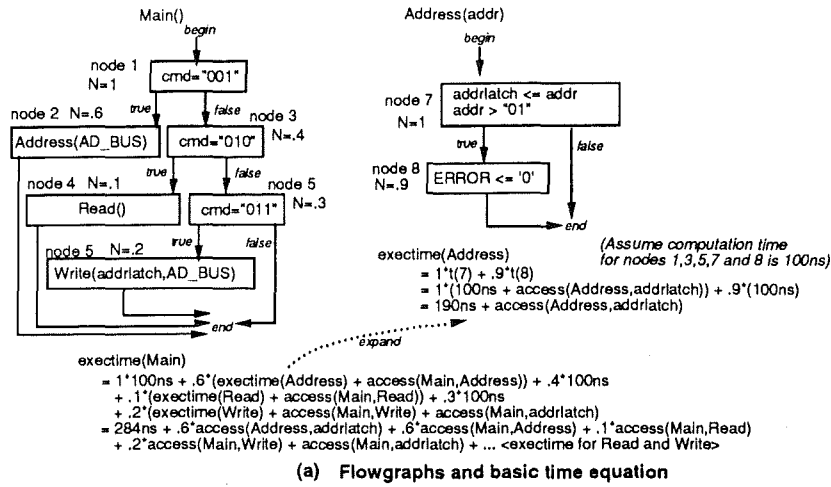 Main()
begin
node 1
N=1
cmd="001"
true
false
node 2 N=.6
node 3
N=.4
Address(AD_BUS)
cmd="010"
true
false
node 4 N=.1
node 5
N=.3
Read()
cmd="011"
true
false
node 5 N=.2
Write(addrlatch,AD_BUS)
end
Address(addr)
begin
node 7
N=1
addrlatch <= addr
addr > "01"
true
false
node 8
N=.9
ERROR <= '0'
end
(Assume computation time
for nodes 1,3,5,7 and 8 is 100ns)
exectime(Address)
= 1*t(7) + .9*t(8)
= 1*(100ns + access(Address,addrlatch)) + .9*(100ns)
= 190ns + access(Address,addrlatch)
expand
exectime(Main)
= 1*100ns + .6*(exectime(Address) + access(Main,Address)) + .4*100ns
+ .1*(exectime(Read) + access(Main,Read)) + .3*100ns
+ .2*(exectime(Write) + access(Main,Write) + access(Main,addrlatch)
= 284ns + .6*access(Address,addrlatch) + .6*access(Main,Address) + .1*access(Main,Read)
+ .2*access(Main,Write) + access(Main,addrlatch) + ... <exectime for Read and Write>
(a) Flowgraphs and basic time equation